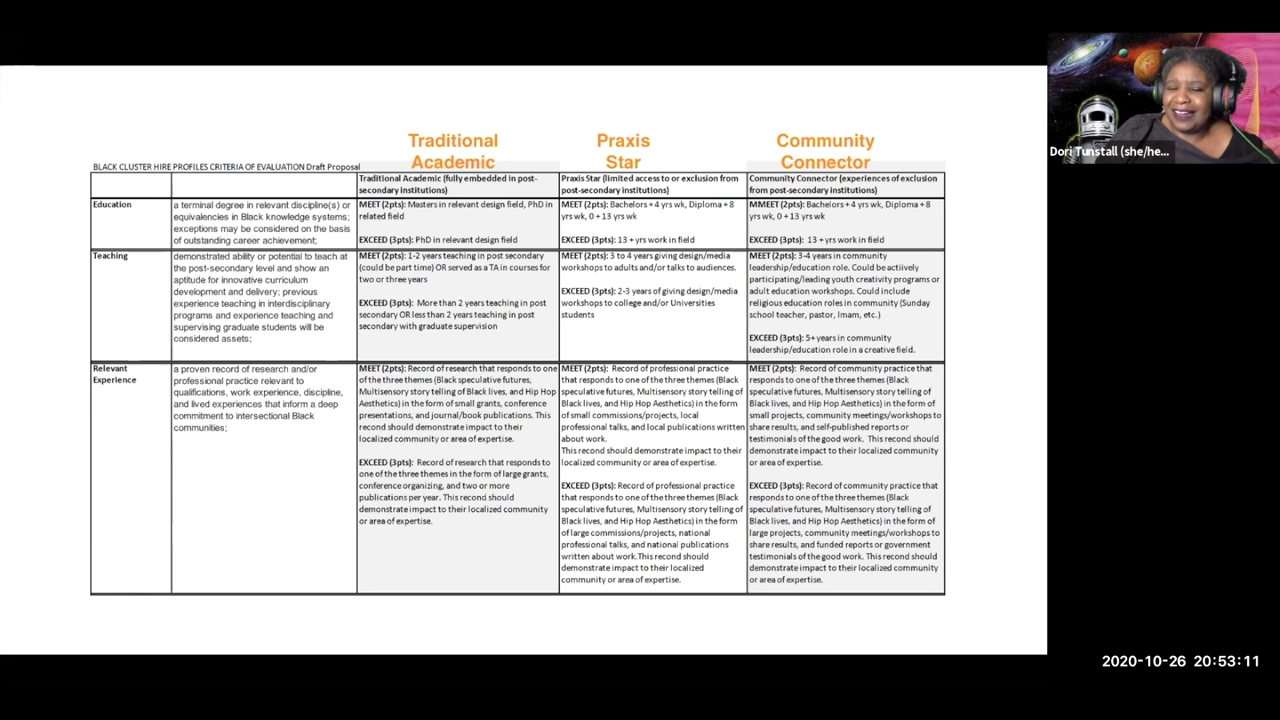 Traditional
Academic
Praxis
Star
Community
Connector
BLACK CLUSTER HIRE PROFILES CRITERIA OF EVALUATION Draft Proposal
Traditional Academic (fully embedded in post-
secondary institutions)
Praxis Star (limited access to or exclusion from
post-secondary institutions)
Community Connector (experiences of exclusion
from post-secondary institutions)
Education
a terminal degree in relevant discipline(s) or
equivalencies in Black knowledge systems;
exceptions may be considered on the basis
of outstanding career achievement;
MEET (2pts): Masters in relevant design field, PhD in
related field
EXCEED (3pts): PhD in relevant design field
MEET (2pts): Bachelors + 4 yrs wk, Diploma + 8
yrs wk, 0 + 13 yrs wk
EXCEED (3pts): 13 + yrs work in field
MMEET (2pts): Bachelors + 4 yrs wk, Diploma + 8
yrs wk, 0 + 13 yrs wk
EXCEED (3pts): 13 + yrs work in field
Teaching
demonstrated ability or potential to teach at
the post-secondary level and show an
aptitude for innovative curriculum
development and delivery; previous
experience teaching in interdisciplinary
programs and experience teaching and
supervising graduate students will be
considered assets;
MEET (2pts): 1-2 years teaching in post secondary
(could be part time) OR served as a TA in courses for
two or three years
EXCEED (3pts): More than 2 years teaching in post
secondary OR less than 2 years teaching in post
secondary with graduate supervision
MEET (2pts): 3 to 4 years giving design/media
workshops to adults and/or talks to audiences.
EXCEED (3pts): 2-3 years of giving design/media
workshops to college and/or Universities
students
MEET (2pts): 3-4 years in community
leadership/education role. Could be actiively
participating/leading youth creativity programs or
adult education workshops. Could include
religious education roles in community (Sunday
school teacher, pastor, Imam, etc.)
EXCEED (3pts): 5+ years in community
leadership/education role in a creative field.
Relevant
Experience
a proven record of research and/or
professional practice relevant to
qualifications, work experience, discipline,
and lived experiences that inform a deep
commitment to intersectional Black
communities;
MEET (2pts): Record of research that responds to one
of the three themes (Black speculative futures,
Multisensory story telling of Black lives, and Hip Hop
Aesthetics) in the form of small grants, conference
presentations, and journal/book publications. This
recond should demonstrate impact to their
localized community or area of expertise.
EXCEED (3pts): Record of research that responds to
one of the three themes in the form of large grants,
conference organizing, and two or more
publications per year. This recond should
demonstrate impact to their localized community
or area of expertise.
MEET (2pts): Record of professional practice
that responds to one of the three themes (Black
speculative futures, Multisensory story telling of
Black lives, and Hip Hop Aesthetics) in the form
of small commissions/projects, local
professional talks, and local publications written
about work.
This recond should demonstrate impact to their
localized community or area of expertise.
EXCEED (3pts): Record of professional practice
that responds to one of the three themes (Black
speculative futures, Multisensory story telling of
Black lives, and Hip Hop Aesthetics) in the form
of large commissions/projects, national
professional talks, and national publications
written about work.This recond should
demonstrate impact to their localized
community or area of expertise.
MEET (2pts): Record of community practice that
responds to one of the three themes (Black
speculative futures, Multisensory story telling of
Black lives, and Hip Hop Aesthetics) in the form of
small projects, community meetings/workshops to
share results, and self-published reports or
testimonials of the good work. This recond should
demonstrate impact to their localized community
or area of expertise.
EXCEED (3pts): Record of community practice that
responds to one of the three themes (Black
speculative futures, Multisensory story telling of
Black lives, and Hip Hop Aesthetics) in the form of
large projects, community meetings/workshops to
share results, and funded reports or government
testimonials of the good work. This recond should
demonstrate impact to their localized community
or area of expertise.
Dori Tunstall (she/he...
2020-10-26 20:53:11